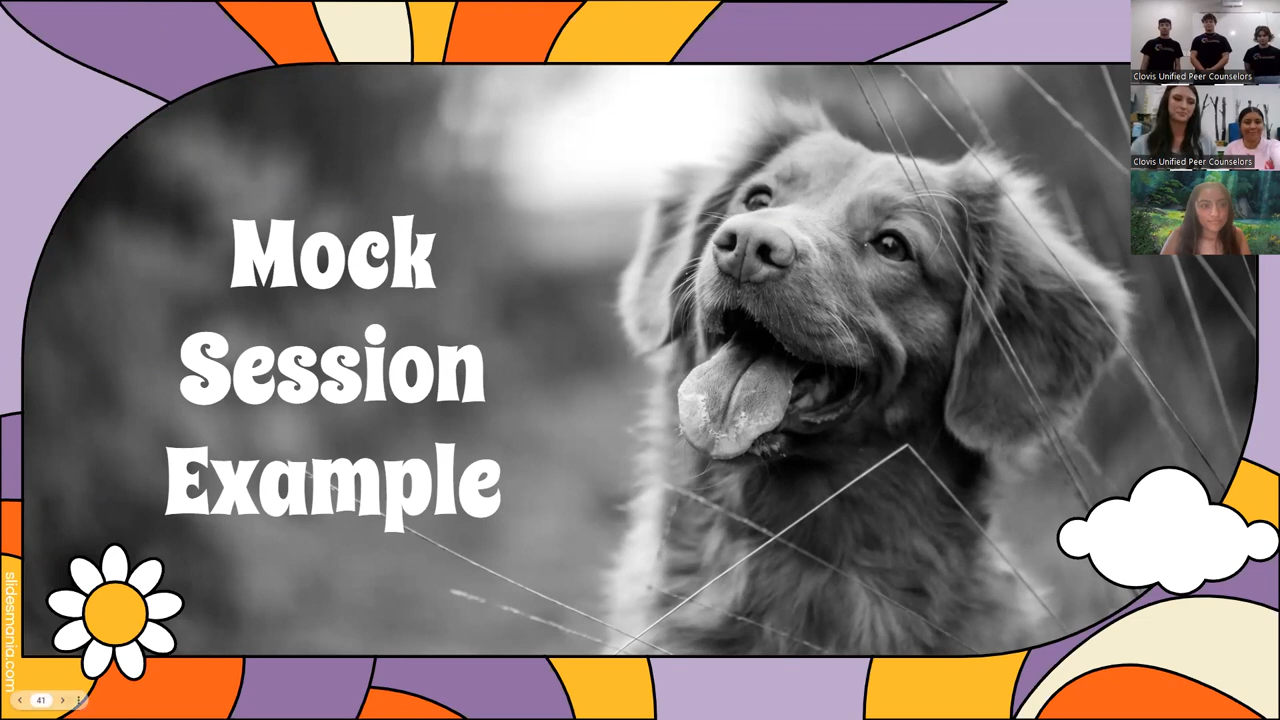 Mock
Session
Example
Clovis Unified Peer Counselors
Clovis Unified Peer Counselors
slidesmania.com
41